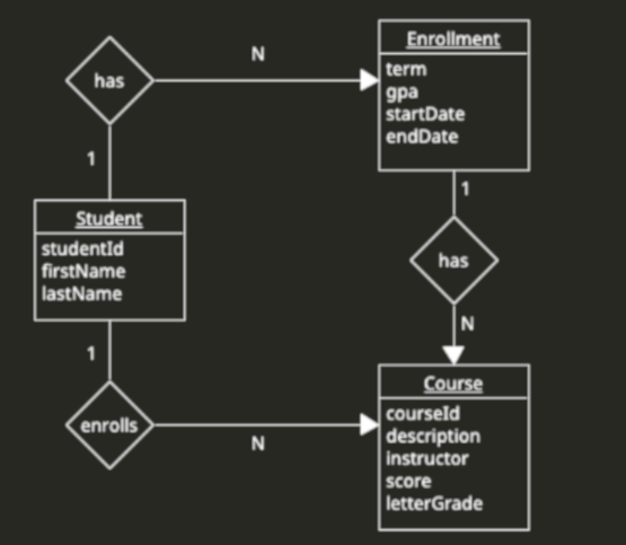 N
has
1
Enrollment
term
gpa
startDate
endDate
1
Student
studentId
firstName
lastName
has
N
1
enrolls
N
Course
courseId
description
instructor
score
letterGrade